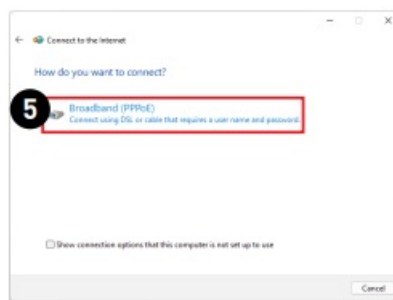 Connect to the Internet
How do you want to connect?
5
Broadband (PPPoE)
Connect using DSL or cable that requires a user name and password.
Show connection options that this computer is not set up to use
Cancel